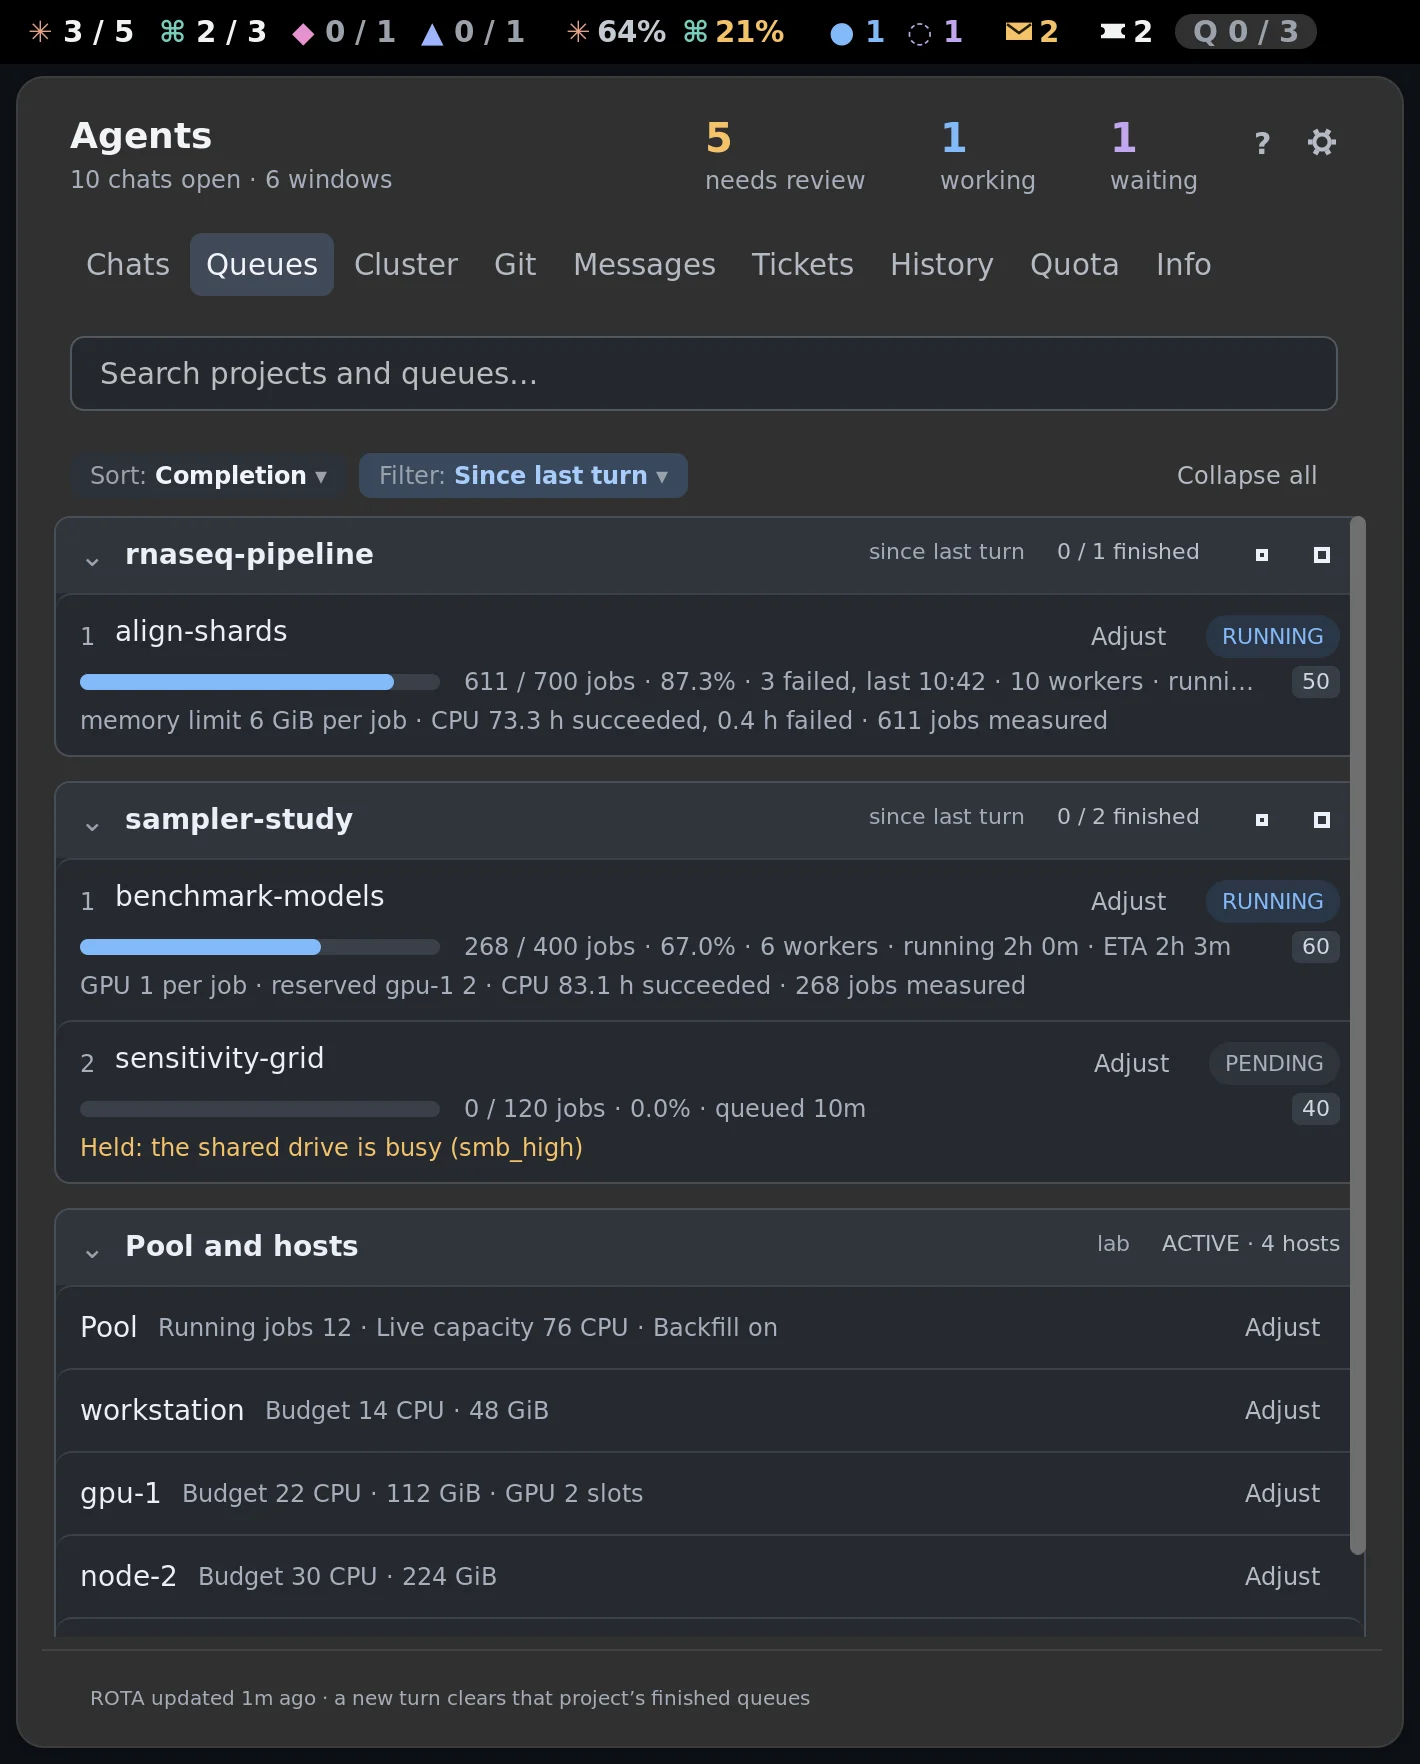 ✳ 3 / 5 ⌘ 2 / 3 ◆ 0 / 1 ▲ 0 / 1 ✳ 64% ⌘ 21% ● 1 ◌ 1 2 2 Q 0 / 3
Agents 5 1 1 ?
10 chats open · 6 windows needs review working waiting
Chats Queues Cluster Git Messages Tickets History Quota Info
Search projects and queues…
Sort: Completion ▾ Filter: Since last turn ▾ Collapse all
rnaseq-pipeline since last turn 0 / 1 finished
1 align-shards Adjust RUNNING
611 / 700 jobs · 87.3% · 3 failed, last 10:42 · 10 workers · runni… 50
memory limit 6 GiB per job · CPU 73.3 h succeeded, 0.4 h failed · 611 jobs measured
sampler-study since last turn 0 / 2 finished
1 benchmark-models Adjust RUNNING
268 / 400 jobs · 67.0% · 6 workers · running 2h 0m · ETA 2h 3m 60
GPU 1 per job · reserved gpu-1 2 · CPU 83.1 h succeeded · 268 jobs measured
2 sensitivity-grid Adjust PENDING
0 / 120 jobs · 0.0% · queued 10m 40
Held: the shared drive is busy (smb_high)
Pool and hosts lab ACTIVE · 4 hosts
Pool Running jobs 12 · Live capacity 76 CPU · Backfill on Adjust
workstation Budget 14 CPU · 48 GiB Adjust
gpu-1 Budget 22 CPU · 112 GiB · GPU 2 slots Adjust
node-2 Budget 30 CPU · 224 GiB Adjust
ROTA updated 1m ago · a new turn clears that project’s finished queues